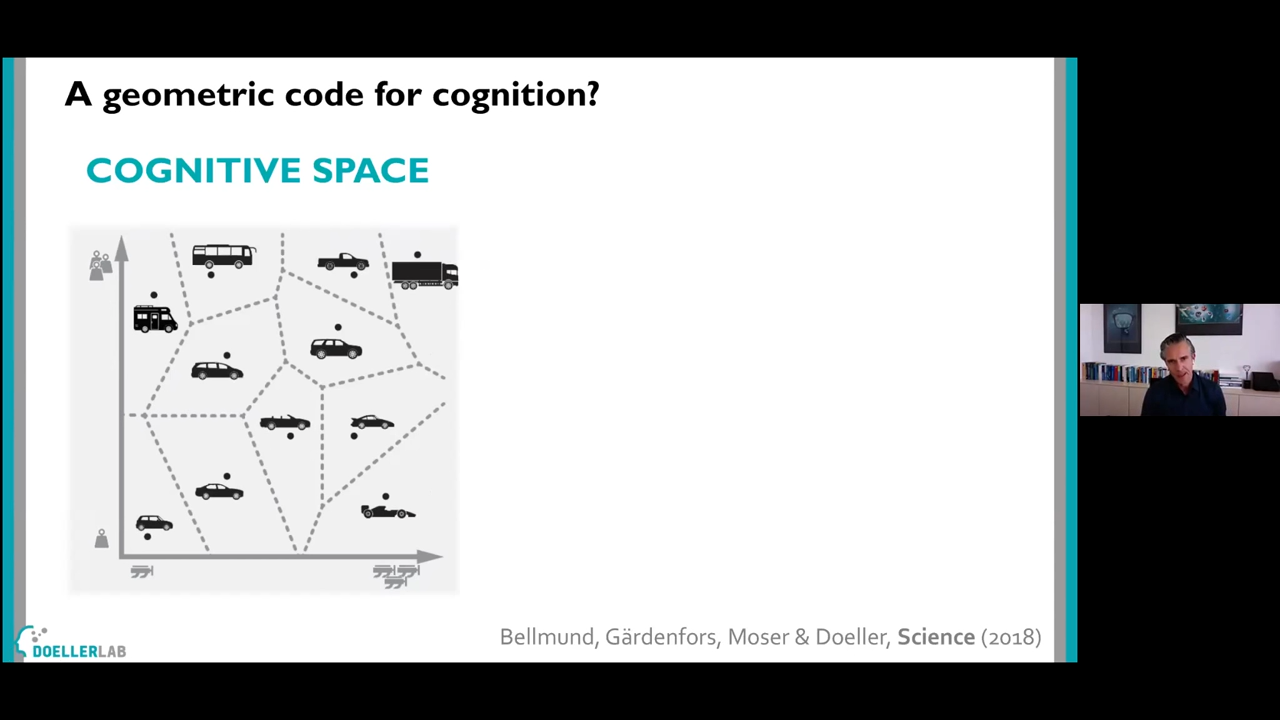 A geometric code for cognition?
COGNITIVE SPACE
Bellmund, Gärdenfors, Moser & Doeller, Science (2018)
DOELLERLAB